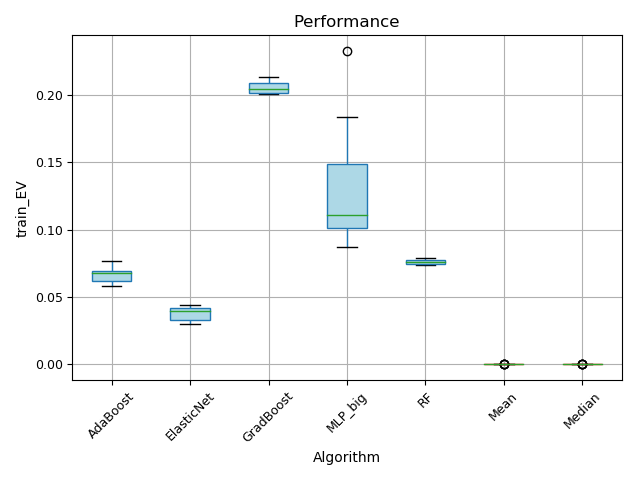 Performance
train_EV
0.20
0.15
0.10
0.05
0.00
AdaBoost
ElasticNet
GradBoost
MLP_big
RF
Mean
Median
Algorithm